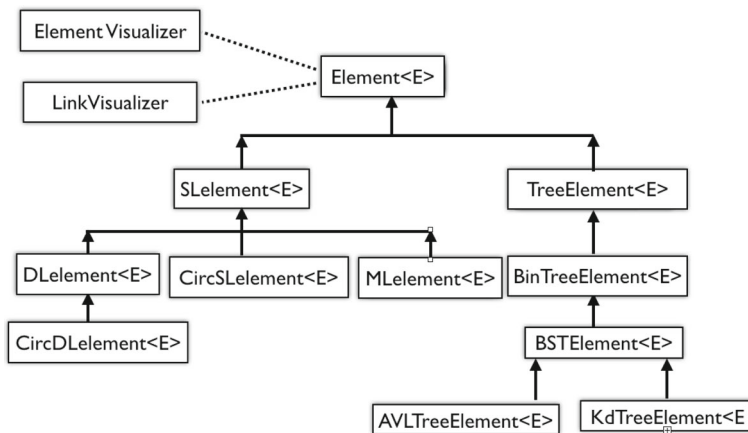 Element Visualizer
Element<E>
LinkVisualizer
SLelement<E>
TreeElement<E>
DLelement<E>
CircSLelement<E>
MLelement<E>
BinTreeElement<E>
CircDLelement<E>
BSTElement<E>
AVLTreeElement<E>
KdTreeElement<E